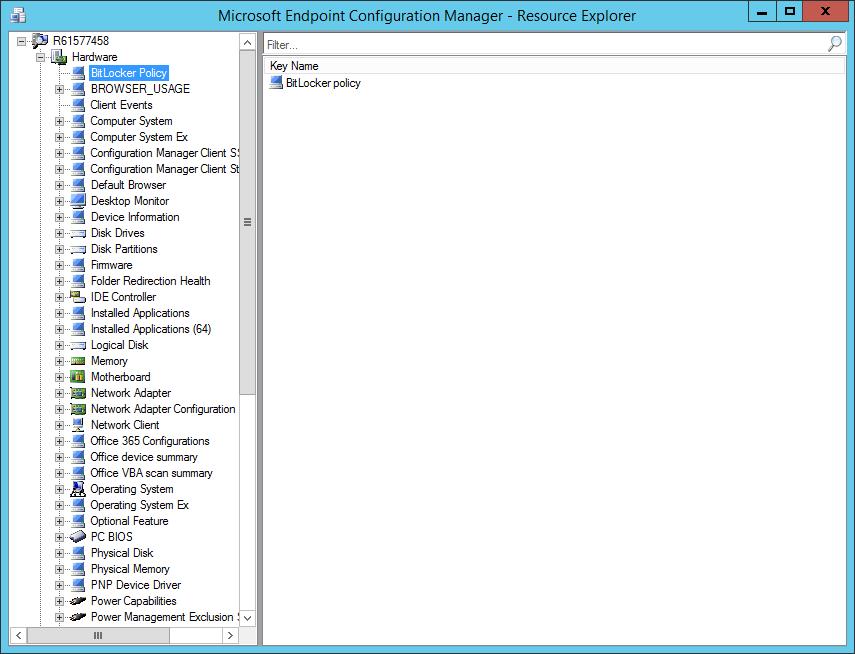 Microsoft Endpoint Configuration Manager - Resource Explorer
R61577458
Hardware
BitLocker Policy
BROWSER_USAGE
Client Events
Computer System
Computer System Ex
Configuration Manager Client S
Configuration Manager Client St
Default Browser
Desktop Monitor
Device Information
Disk Drives
Disk Partitions
Firmware
Folder Redirection Health
IDE Controller
Installed Applications
Installed Applications (64)
Logical Disk
Memory
Motherboard
Network Adapter
Network Adapter Configuration
Network Client
Office 365 Configurations
Office device summary
Office VBA scan summary
Operating System
Operating System Ex
Optional Feature
PC BIOS
Physical Disk
Physical Memory
PNP Device Driver
Power Capabilities
Power Management Exclusion
Filter...
Key Name
BitLocker policy